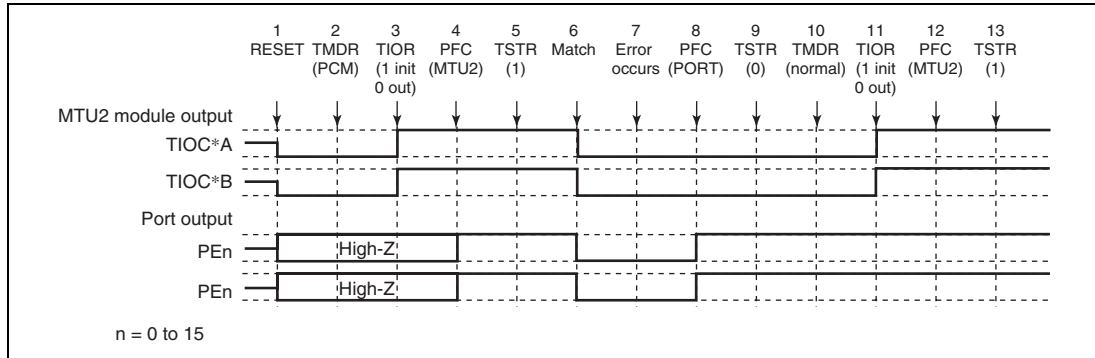 1 2 3 4 5 6 7 8 9 10 11 12 13
RESET TMDR TIOR PFC TSTR Match Error PFC TSTR TMDR TIOR PFC TSTR
(PCM) (1 init (MTU2) (1) occurs (PORT) (0) (normal) (1 init (MTU2) (1)
0 out) 0 out)
MTU2 module output
TIOC*A
TIOC*B
Port output
PEn High-Z
PEn High-Z
n = 0 to 15